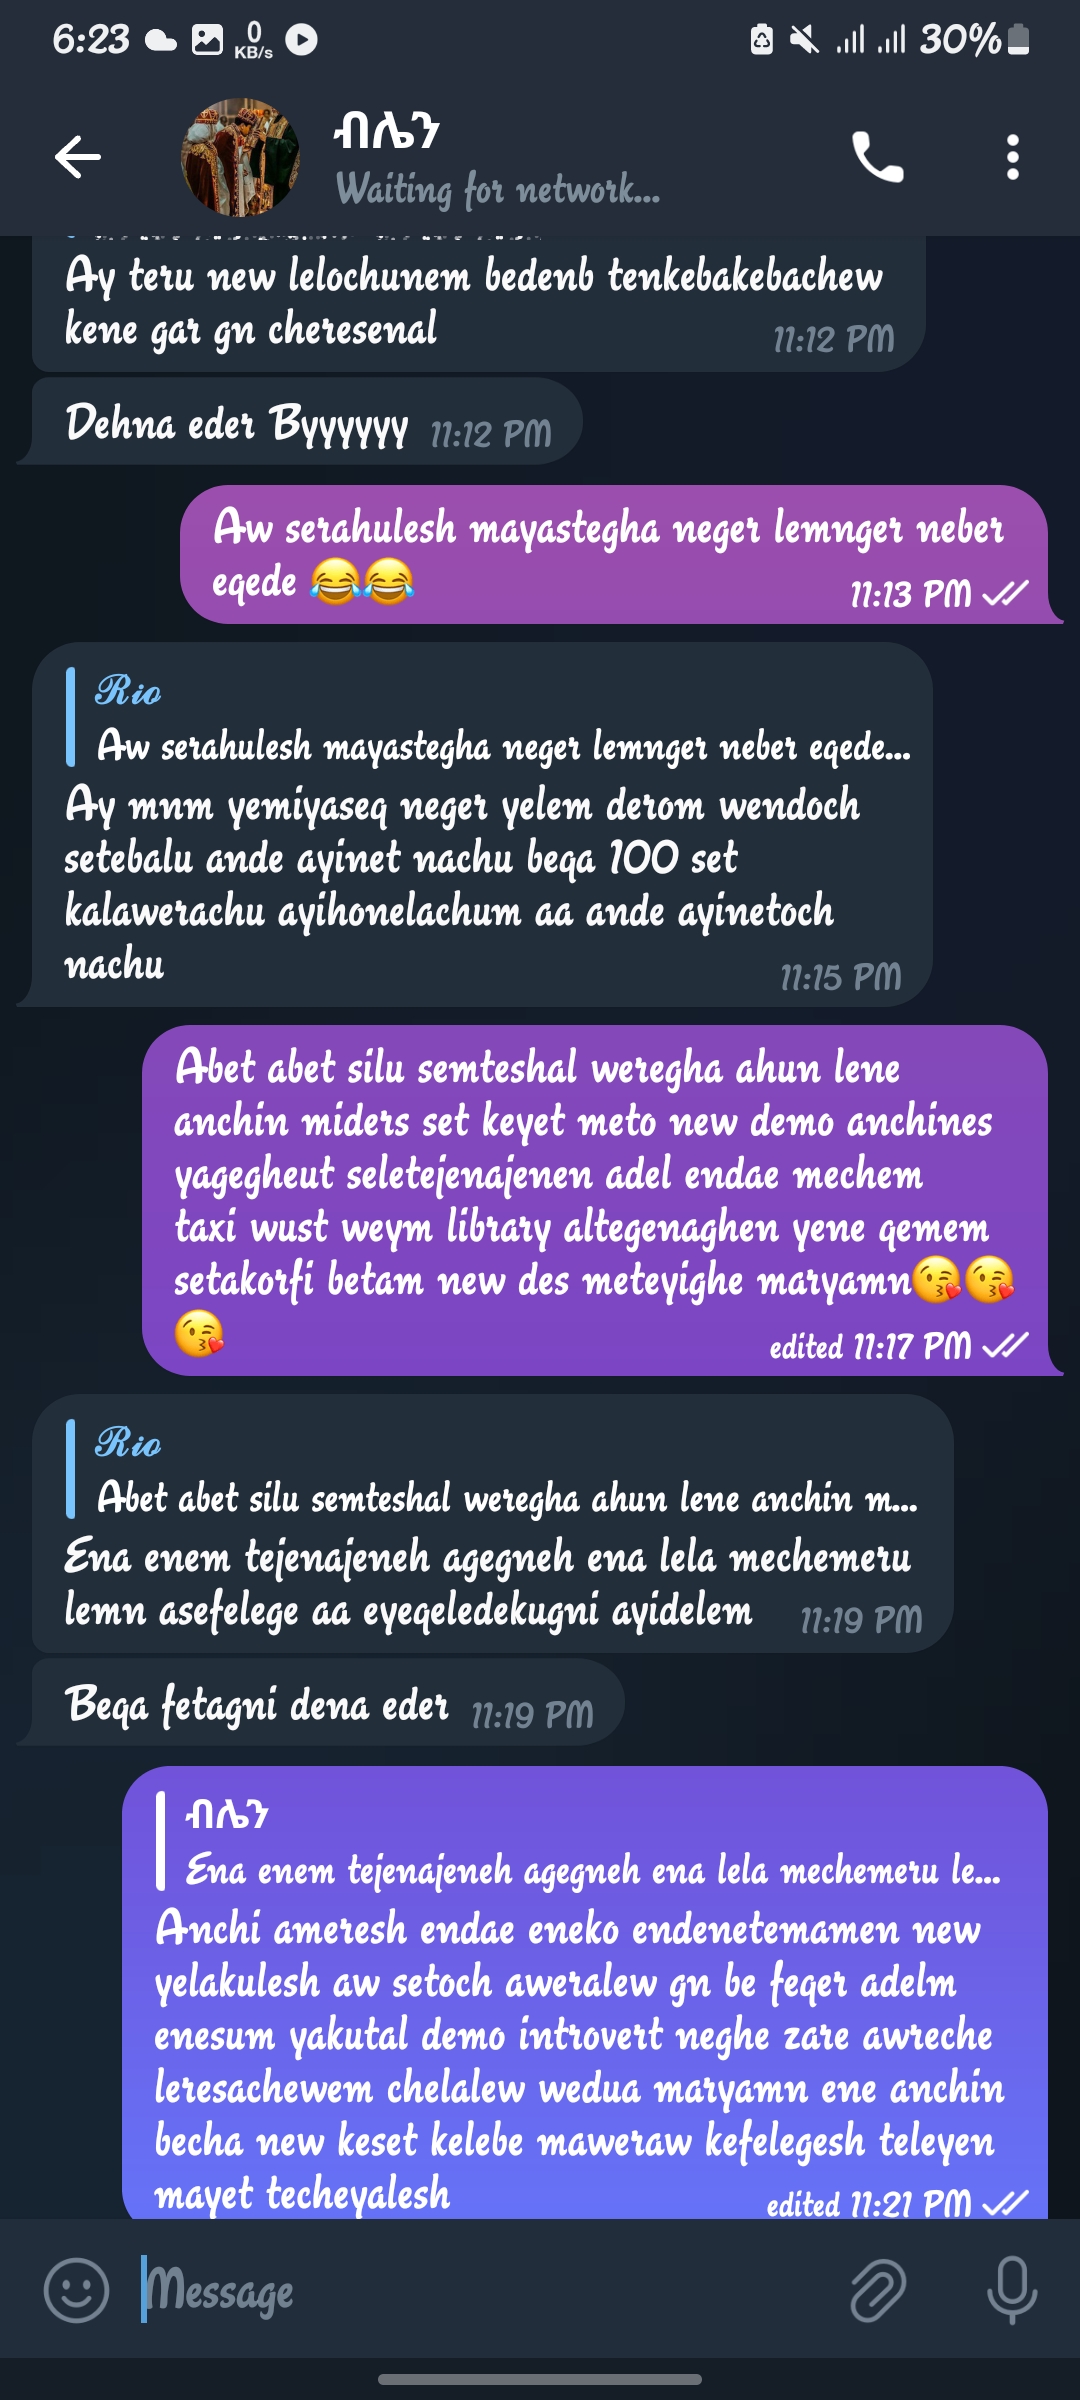 6:23
0
KB/s
30%
ብሌን
Waiting for network...
Ay teru new lelochunem bedenb tenkebakebachew
kene gar gn cheresenal
11:12 PM
Dehna eder Byyyyyy 11:12 PM
Aw serahulesh mayastegha neger lemnger neber
eqede 😂😂
11:13 PM
Rio
Aw serahulesh mayastegha neger lemnger neber eqede...
Ay mnm yemiyaseq neger yelem derom wendoch
setebalu ande ayinet nachu beqa 100 set
kalawerachu ayihonelachum aa ande ayinetoch
nachu
11:15 PM
Abet abet silu semteshal weregha ahun lene
anchin miders set keyet meto new demo anchines
yagegheut seletejenajenen adel endae mechem
taxi wust weym library altegenaghen yene qemem
setakorfi betam new des meteyighe maryamn😘😘
😘
edited 11:17 PM
Rio
Abet abet silu semteshal weregha ahun lene anchin m...
Ena enem tejenajeneh agegneh ena lela mechemeru
lemn asefelege aa eyeqeledekugni ayidelem
11:19 PM
Beqa fetagni dena eder 11:19 PM
ብሌን
Ena enem tejenajeneh agegneh ena lela mechemeru le...
Anchi ameresh endae eneko endenetemamen new
yelakulesh aw setoch aweralew gn be feqer adelm
enesum yakutal demo introvert neghe zare awreche
leresachewem chelalew wedua maryamn ene anchin
becha new keset kelebe maweraw kefelegesh teleyen
mayet techeyalesh
edited 11:21 PM
Message